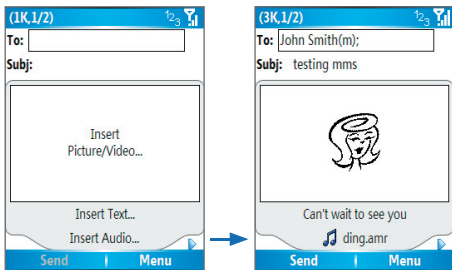 (1K,1/2) 123
To:
Subj:
Insert
Picture/Video...
Insert Text...
Insert Audio...
Send Menu
(3K,1/2) 123
To: John Smith(m);
Subj: testing mms
Can't wait to see you
ding.amr
Send Menu